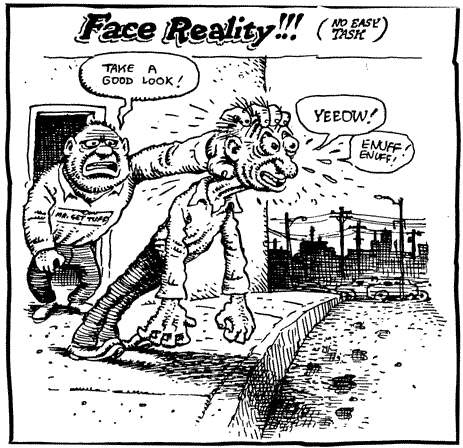 Face Reality!!!
(NO EASY
TASK)
TAKE A
GOOD LOOK!
YEEOW!
ENUFF!
ENUFF!
MR. GET TUFF